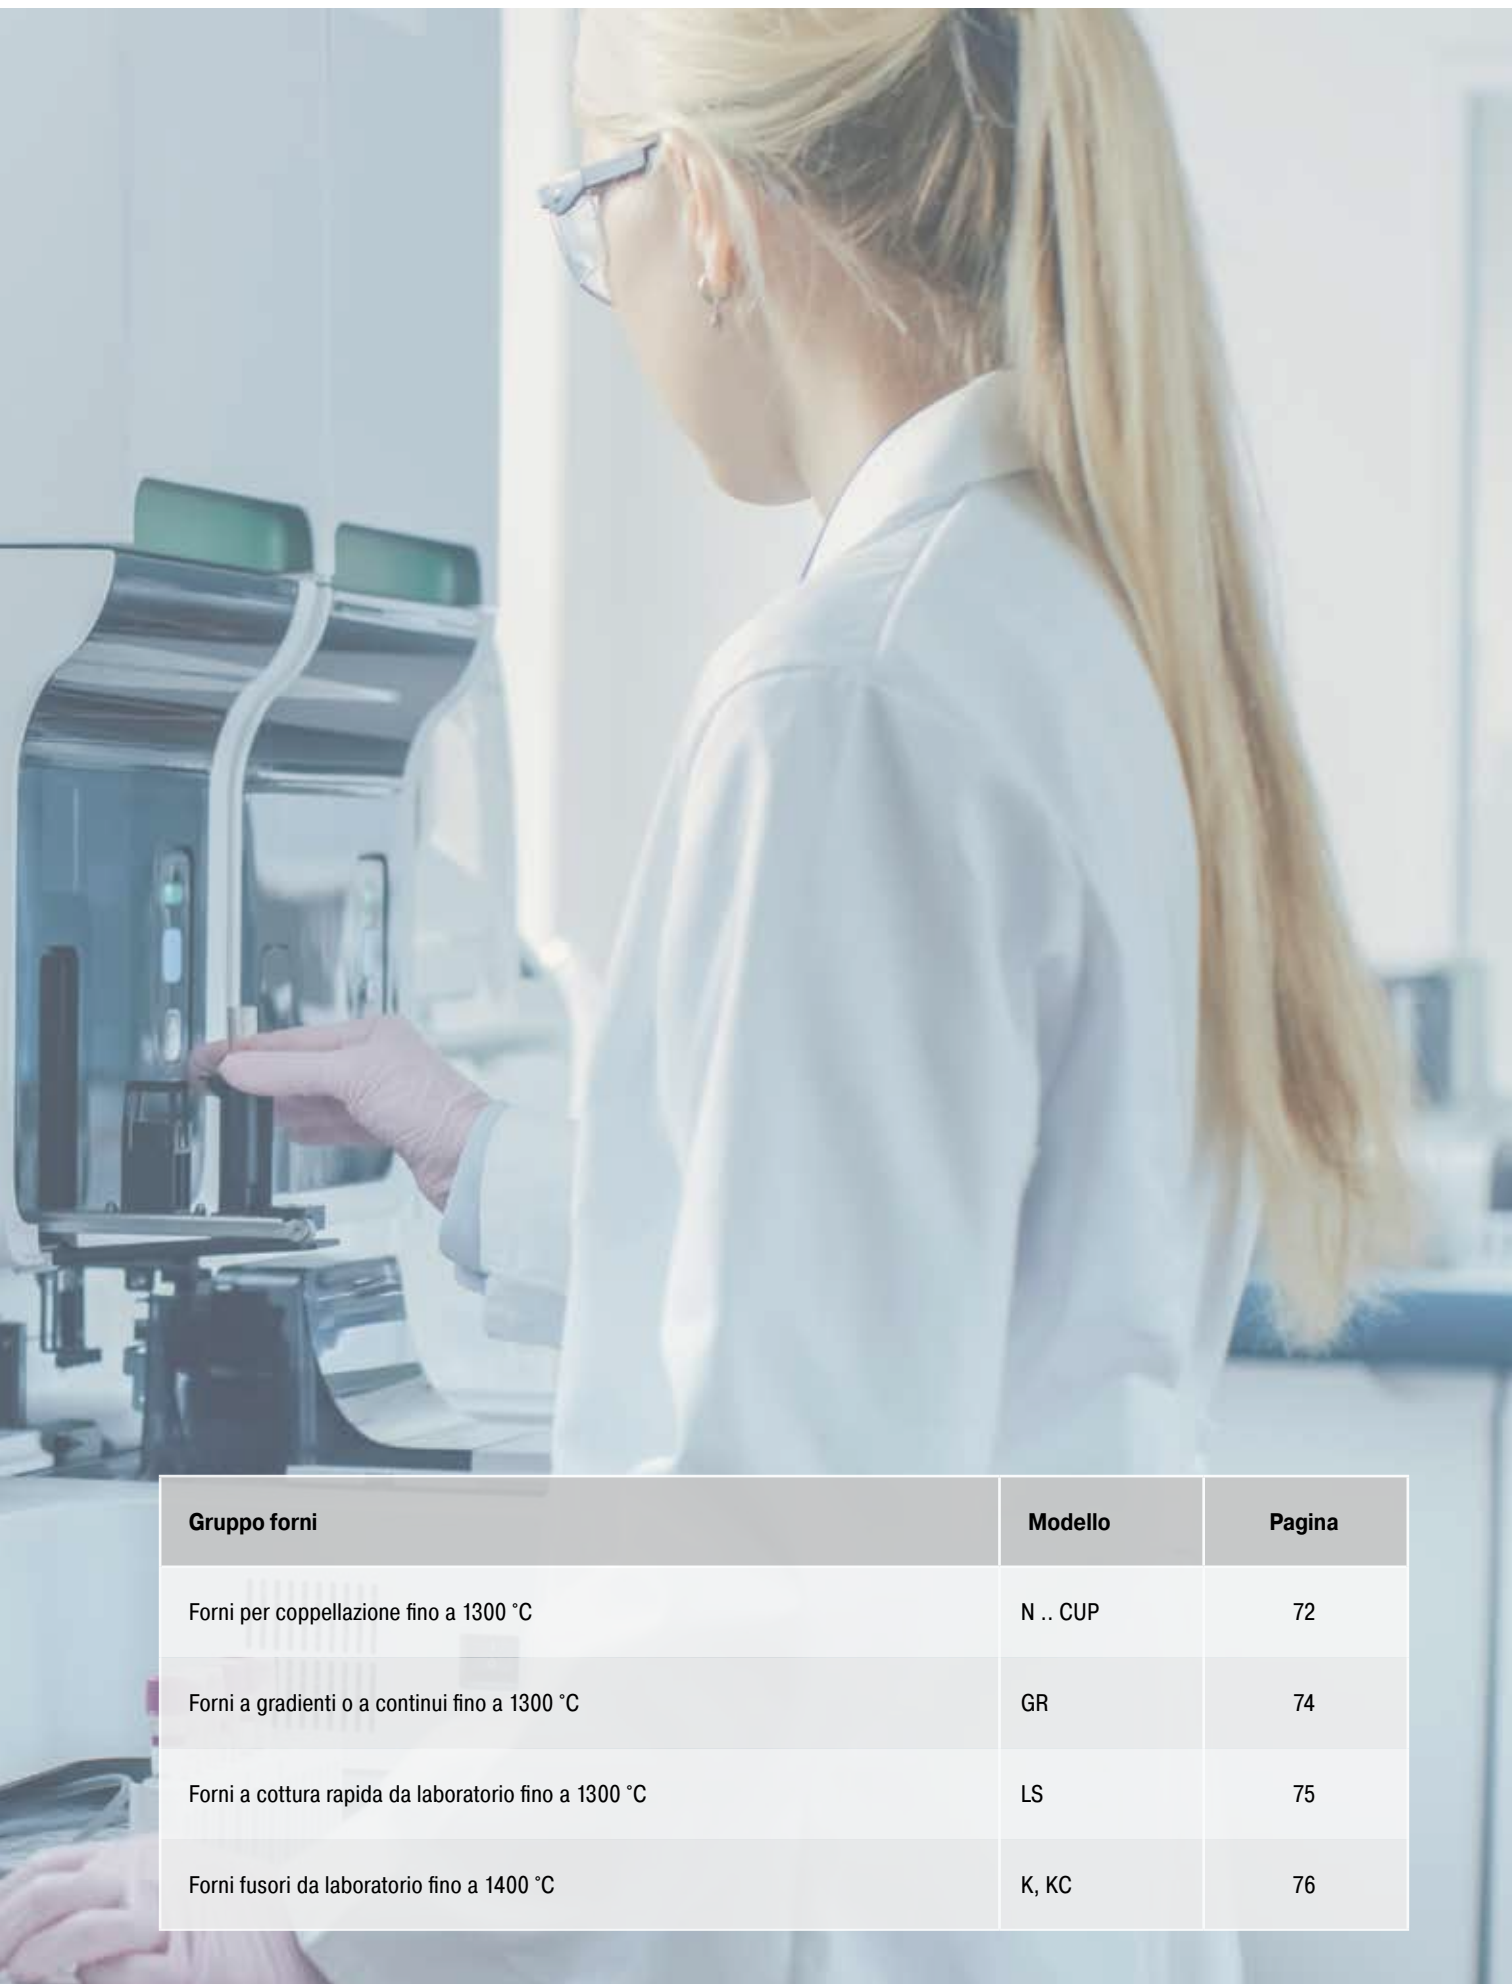 Gruppo forni Modello Pagina
Forni per coppellazione fino a 1300 °C N .. CUP 72
Forni a gradienti o a continui fino a 1300 °C GR 74
Forni a cottura rapida da laboratorio fino a 1300 °C LS 75
Forni fusori da laboratorio fino a 1400 °C K, KC 76